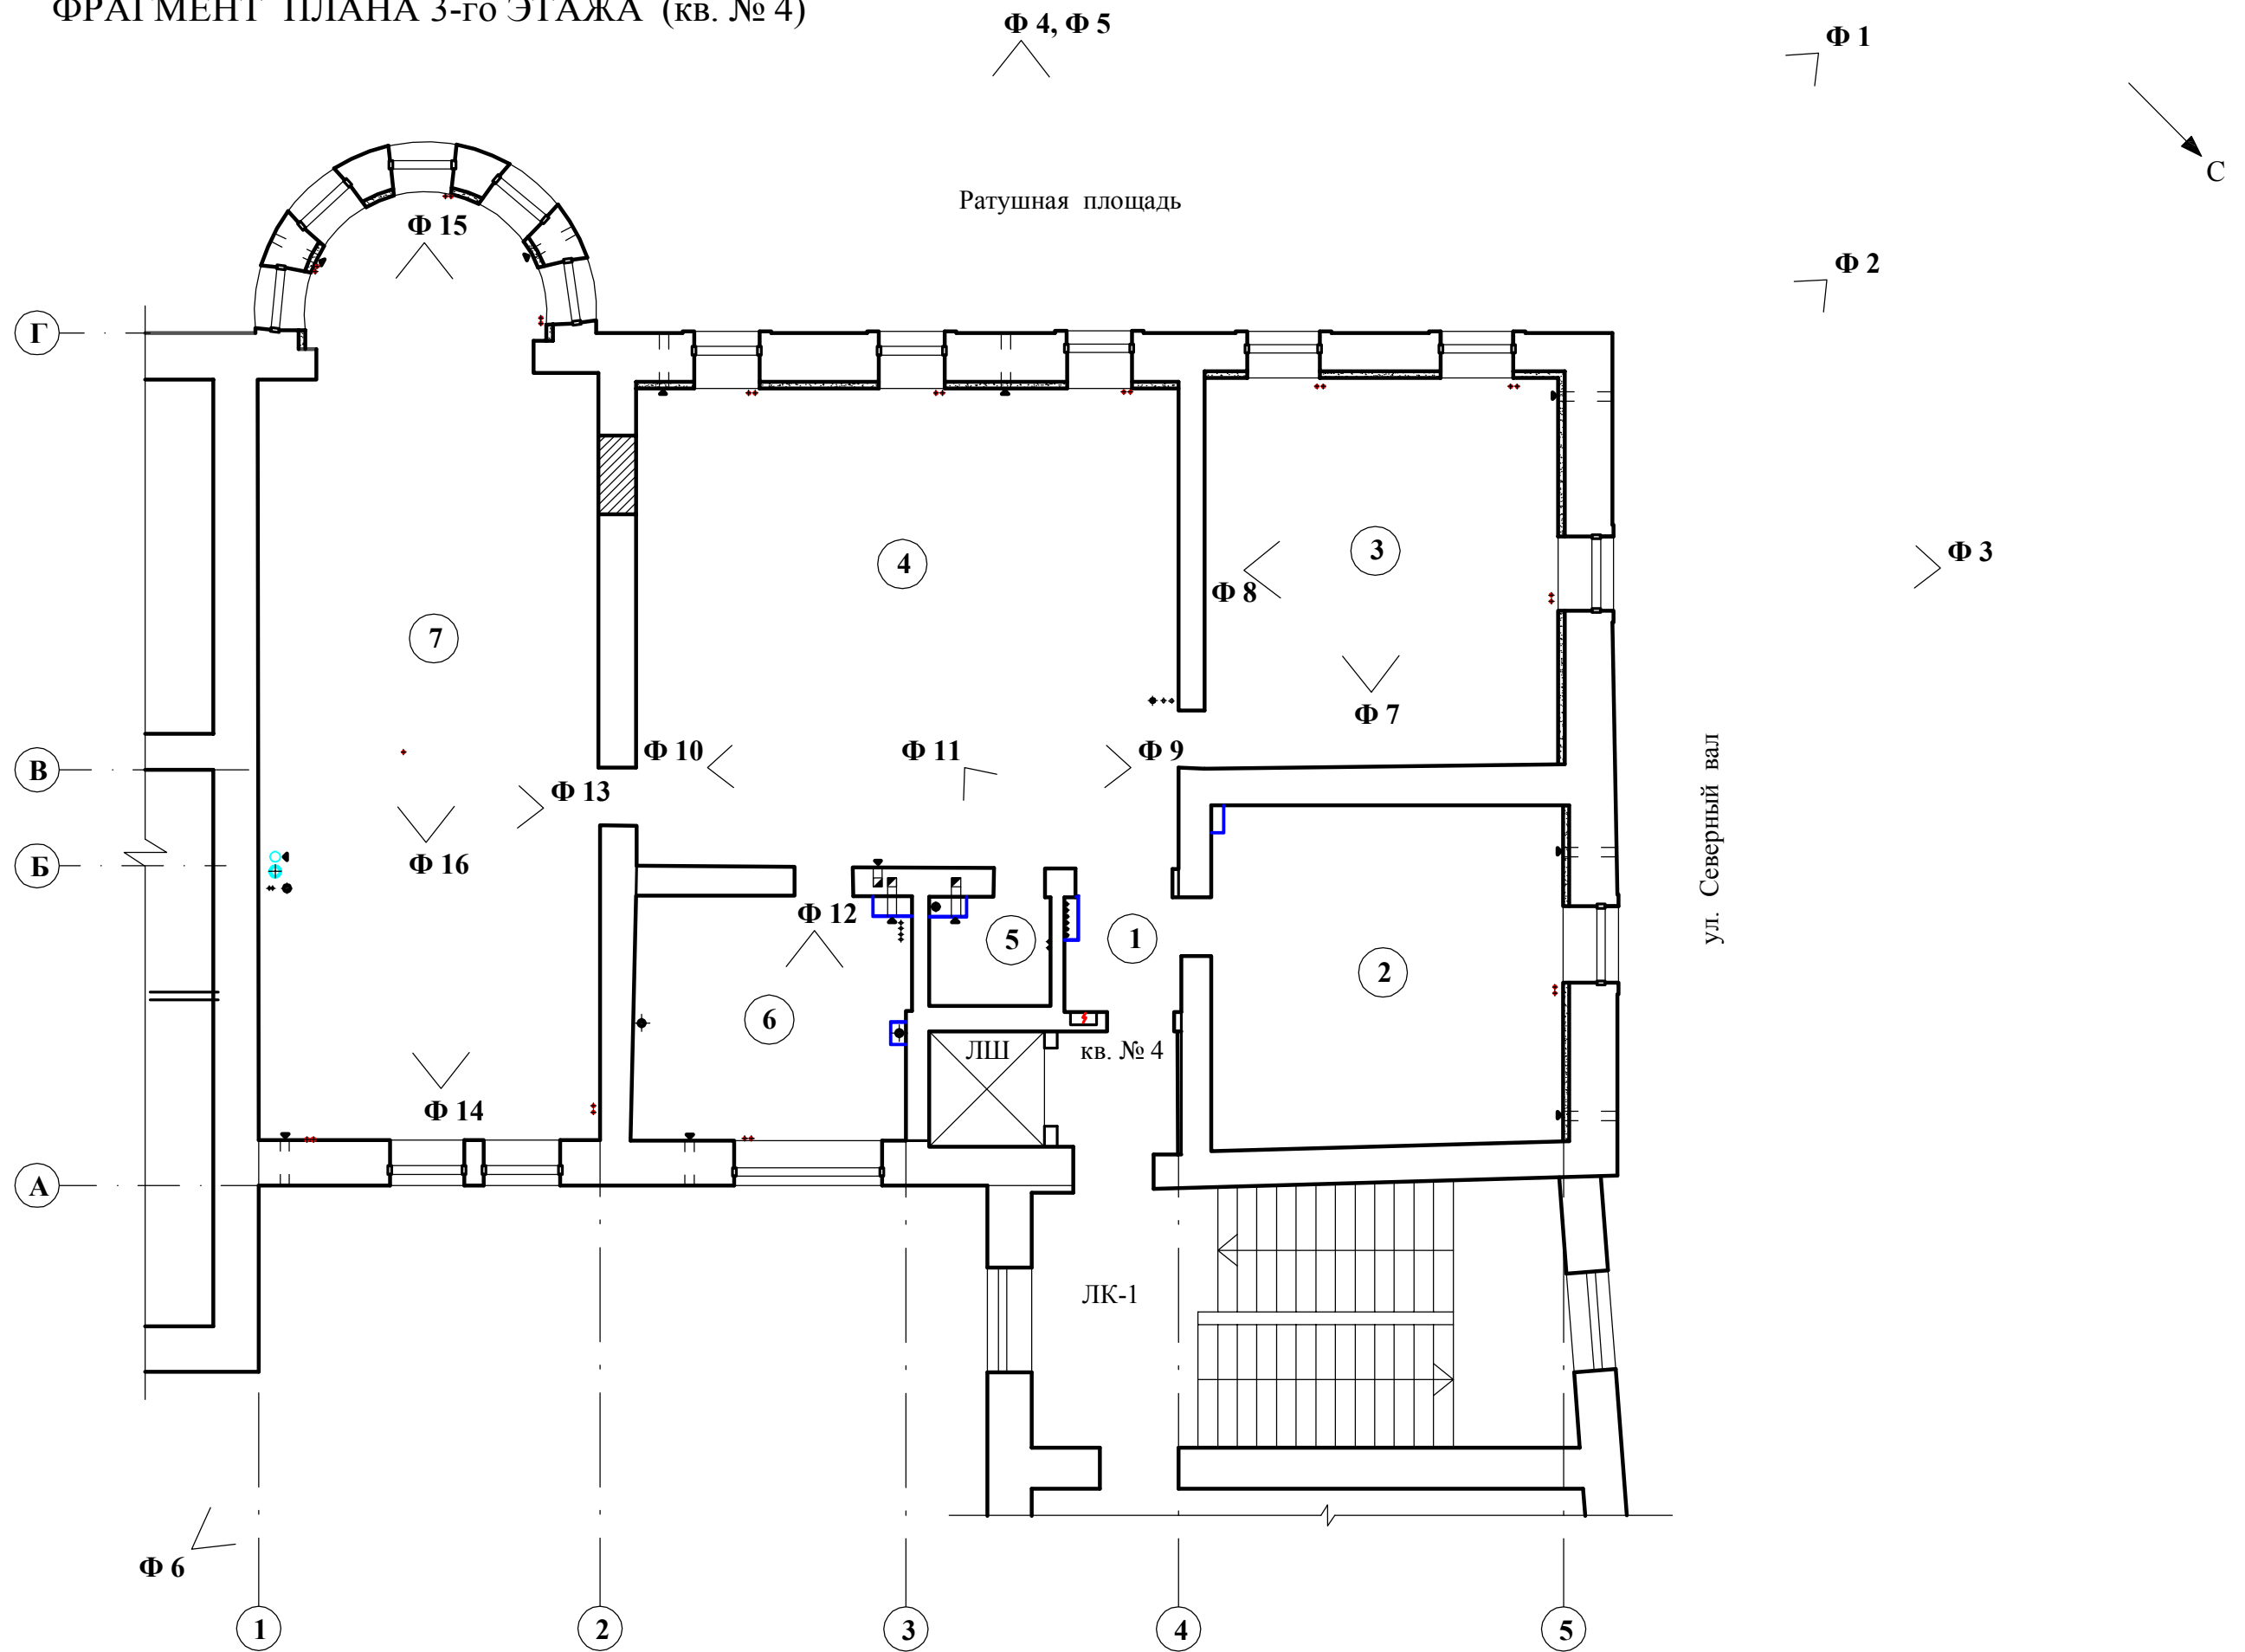 ФРАГМЕНТ ПЛАНА 3-го ЭТАЖА (кв. № 4)
Ф 4, Ф 5
Ф 1
С
Ратушная площадь
Ф 15
Ф 2
Г
Ф 3
4
3
Ф 8
7
Ф 7
ул. Северный вал
В
Ф 10
Ф 11
Ф 9
Ф 13
Б
Ф 16
Ф 12
5
1
2
6
ЛШ
кв. № 4
Ф 14
А
ЛК-1
Ф 6
1
2
3
4
5